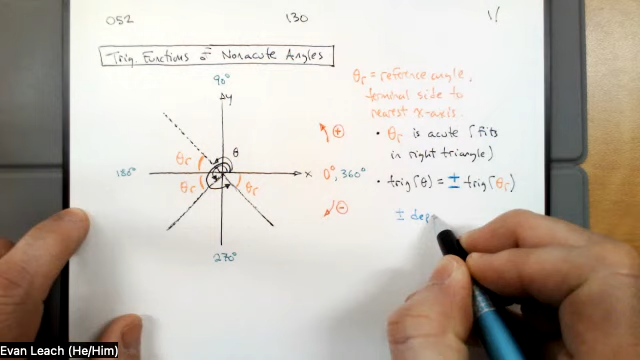 052 130 1(
Trig. Functions c̄ Nonacute Angles
90°
y
θ
θr
180°
θr
θr
x
0°, 360°
270°
+
−
θr = reference angle,
terminal side to
nearest x-axis.
• θr is acute (fits
in right triangle)
• trig(θ) = ± trig(θr)
± dep
Evan Leach (He/Him)